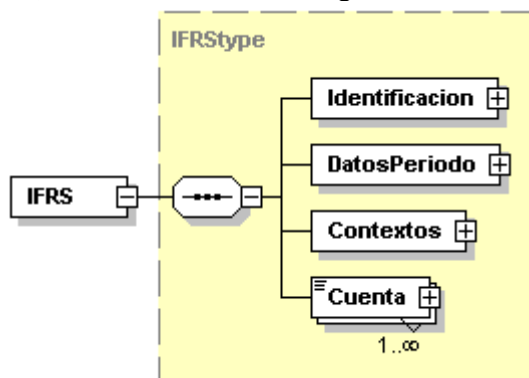 IFRStype
Identificacion
DatosPeriodo
IFRS
Contextos
Cuenta
1..∞